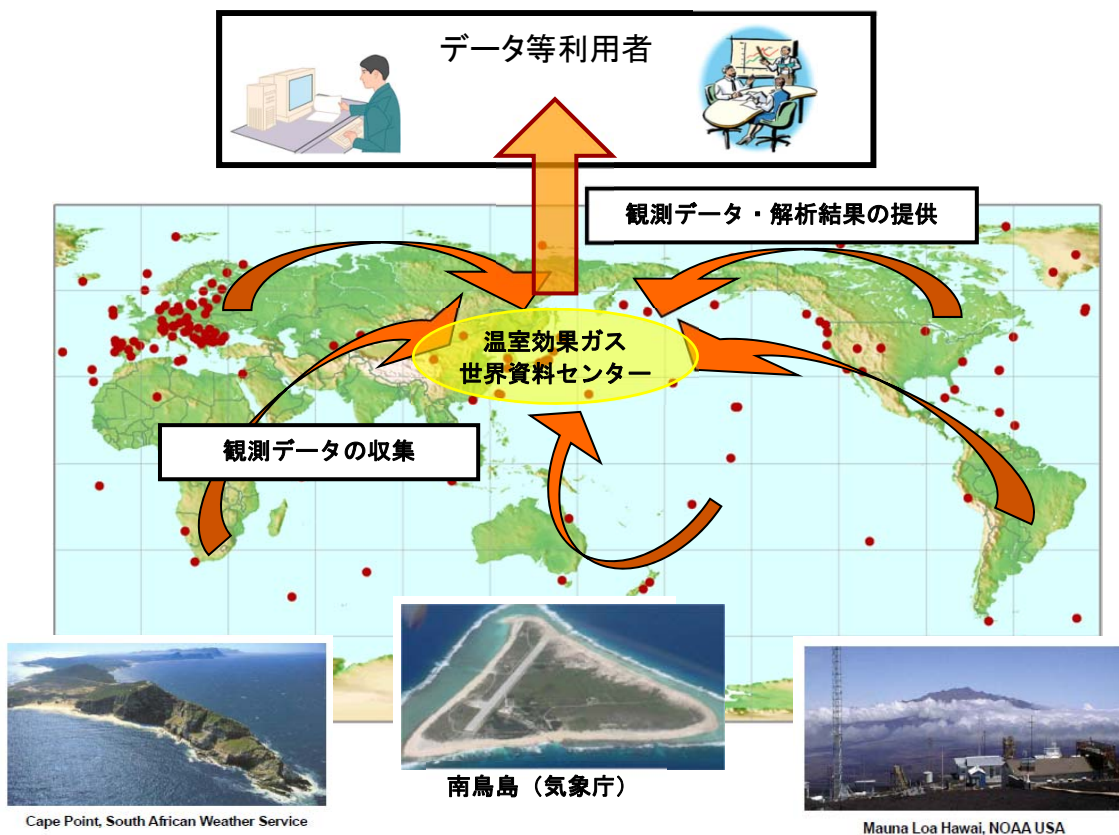 データ等利用者
観測データ・解析結果の提供
温室効果ガス
世界資料センター
観測データの収集
南鳥島（気象庁）
Cape Point, South African Weather Service
Mauna Loa Hawai, NOAA USA